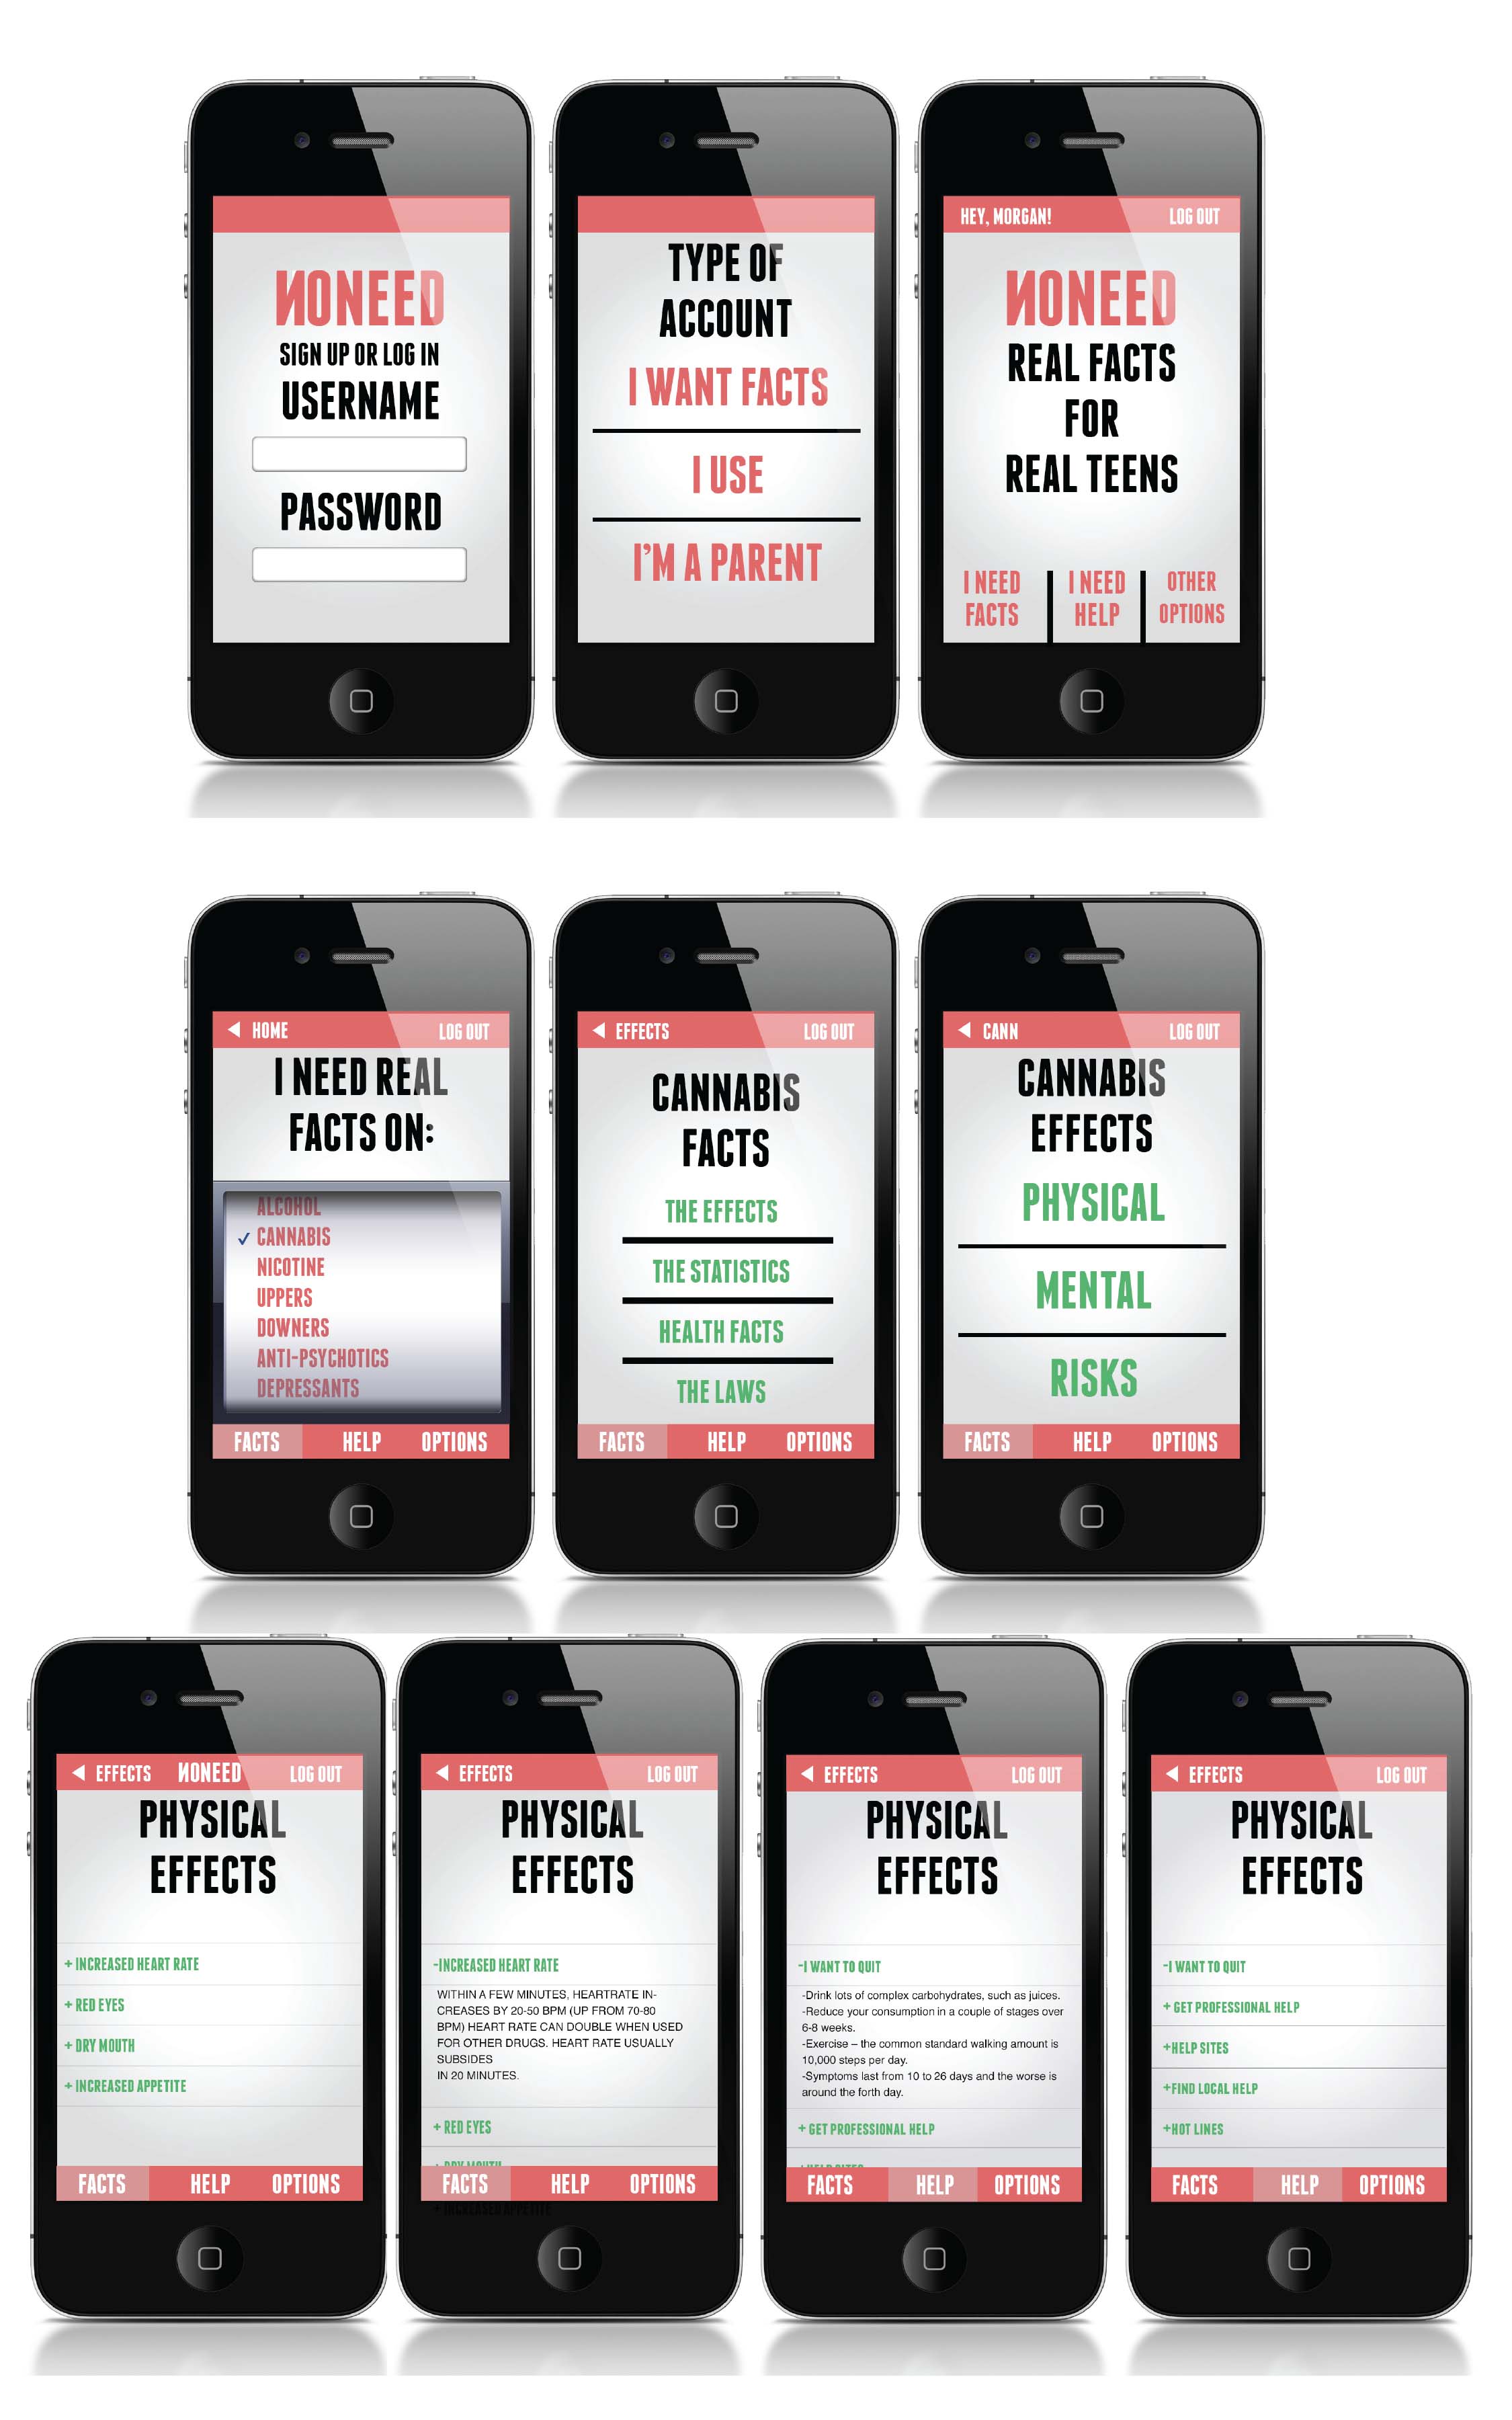 ИONEED
SIGN UP OR LOG IN
USERNAME
PASSWORD
TYPE OF
ACCOUNT
I WANT FACTS
I USE
I'M A PARENT
HEY, MORGAN!
LOG OUT
ИONEED
REAL FACTS
FOR
REAL TEENS
I NEED
FACTS
I NEED
HELP
OTHER
OPTIONS
HOME
LOG OUT
I NEED REAL
FACTS ON:
ALCOHOL
✓ CANNABIS
NICOTINE
UPPERS
DOWNERS
ANTI-PSYCHOTICS
DEPRESSANTS
FACTS HELP OPTIONS
EFFECTS
LOG OUT
CANNABIS
FACTS
THE EFFECTS
THE STATISTICS
HEALTH FACTS
THE LAWS
FACTS HELP OPTIONS
CANN
LOG OUT
CANNABIS
EFFECTS
PHYSICAL
MENTAL
RISKS
FACTS HELP OPTIONS
EFFECTS ИONEED LOG OUT
PHYSICAL
EFFECTS
+ INCREASED HEART RATE
+ RED EYES
+ DRY MOUTH
+ INCREASED APPETITE
FACTS HELP OPTIONS
EFFECTS
LOG OUT
PHYSICAL
EFFECTS
-INCREASED HEART RATE
WITHIN A FEW MINUTES, HEARTRATE IN-
CREASES BY 20-50 BPM (UP FROM 70-80
BPM) HEART RATE CAN DOUBLE WHEN USED
FOR OTHER DRUGS. HEART RATE USUALLY
SUBSIDES
IN 20 MINUTES.
+ RED EYES
+ DRY MOUTH
FACTS HELP OPTIONS
+ INCREASED APPETITE
EFFECTS
LOG OUT
PHYSICAL
EFFECTS
-I WANT TO QUIT
-Drink lots of complex carbohydrates, such as juices.
-Reduce your consumption in a couple of stages over
6-8 weeks.
-Exercise – the common standard walking amount is
10,000 steps per day.
-Symptoms last from 10 to 26 days and the worse is
around the forth day.
+ GET PROFESSIONAL HELP
+HELP SITES
FACTS HELP OPTIONS
EFFECTS
LOG OUT
PHYSICAL
EFFECTS
-I WANT TO QUIT
+ GET PROFESSIONAL HELP
+HELP SITES
+FIND LOCAL HELP
+HOT LINES
FACTS HELP OPTIONS